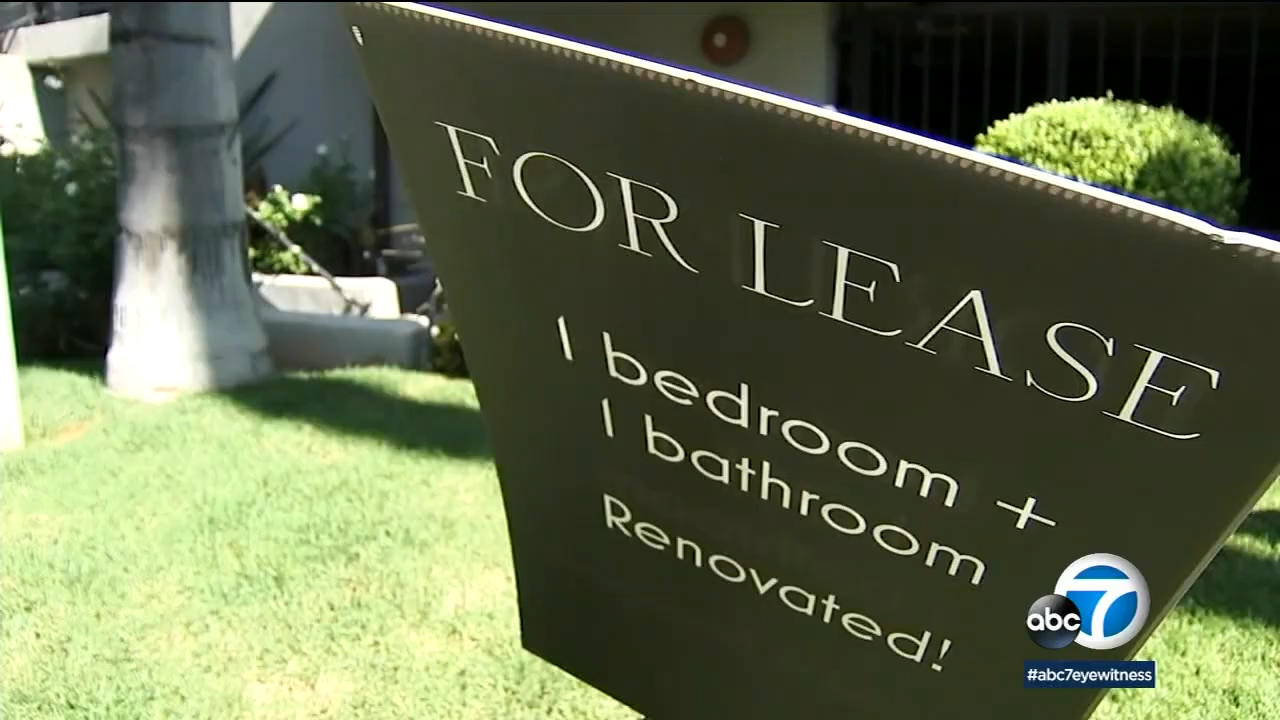 FOR LEASE
1 bedroom +
1 bathroom
Renovated!
abc 7
#abc7eyewitness